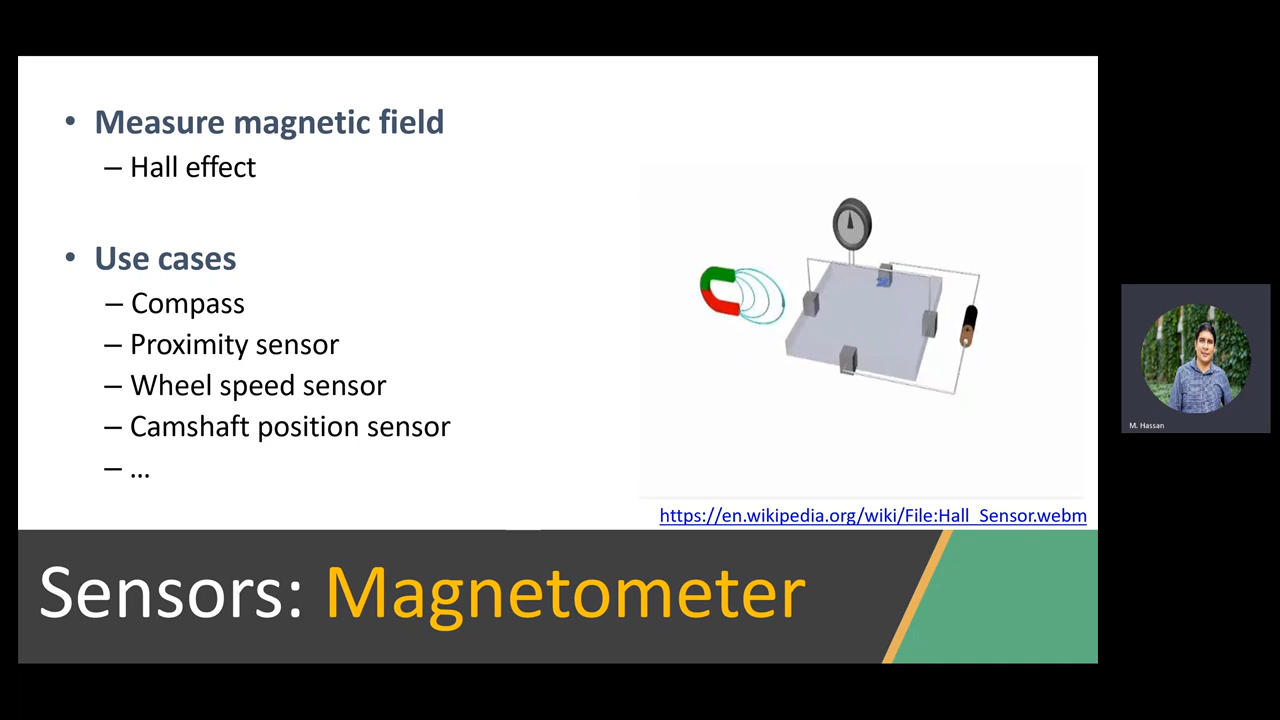 • Measure magnetic field
– Hall effect
• Use cases
– Compass
– Proximity sensor
– Wheel speed sensor
– Camshaft position sensor
– ...
https://en.wikipedia.org/wiki/File:Hall_Sensor.webm
Sensors: Magnetometer
M. Hassan